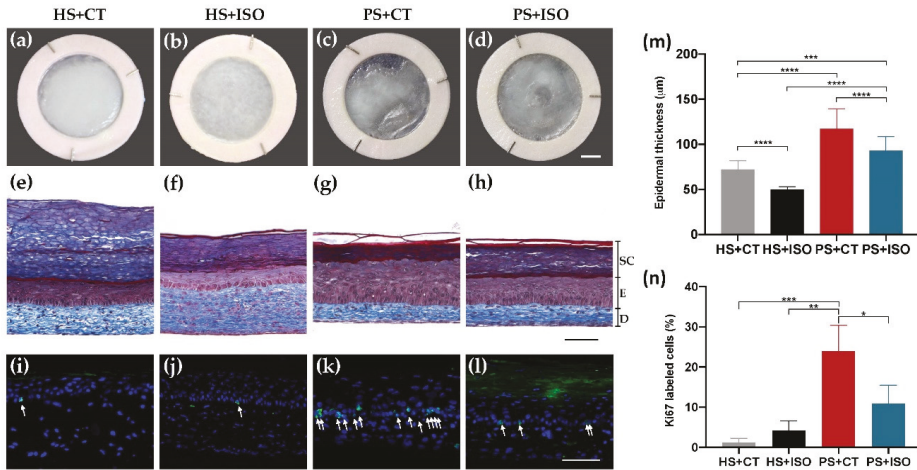 HS+CT HS+ISO PS+CT PS+ISO
(a) (b) (c) (d)
(e) (f) (g) (h)
SC
E
D
(i) (j) (k) (l)
(m)
Epidermal thickness (µm)
200
150
100
50
0
***
****
****
****
****
HS+CT HS+ISO PS+CT PS+ISO
(n)
Ki67 labeled cells (%)
40
30
20
10
0
***
**
*
HS+CT HS+ISO PS+CT PS+ISO